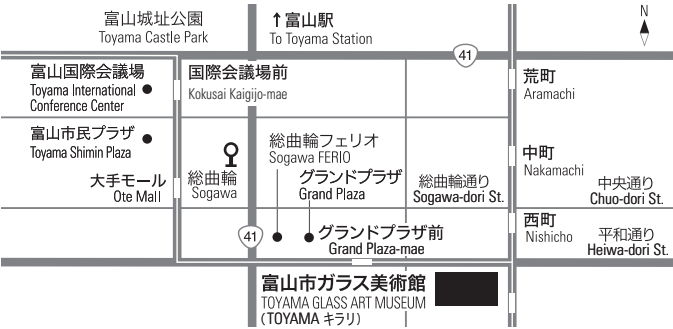 富山城址公園
Toyama Castle Park
↑富山駅
To Toyama Station
N
41
富山国際会議場
Toyama International
Conference Center
国際会議場前
Kokusai Kaigijo-mae
荒町
Aramachi
富山市民プラザ
Toyama Shimin Plaza
総曲輪フェリオ
Sogawa FERIO
中町
Nakamachi
大手モール
Ote Mall
総曲輪
Sogawa
グランドプラザ
Grand Plaza
総曲輪通り
Sogawa-dori St.
中央通り
Chuo-dori St.
41
グランドプラザ前
Grand Plaza-mae
西町
Nishicho
平和通り
Heiwa-dori St.
富山市ガラス美術館
TOYAMA GLASS ART MUSEUM
(TOYAMA キラリ)